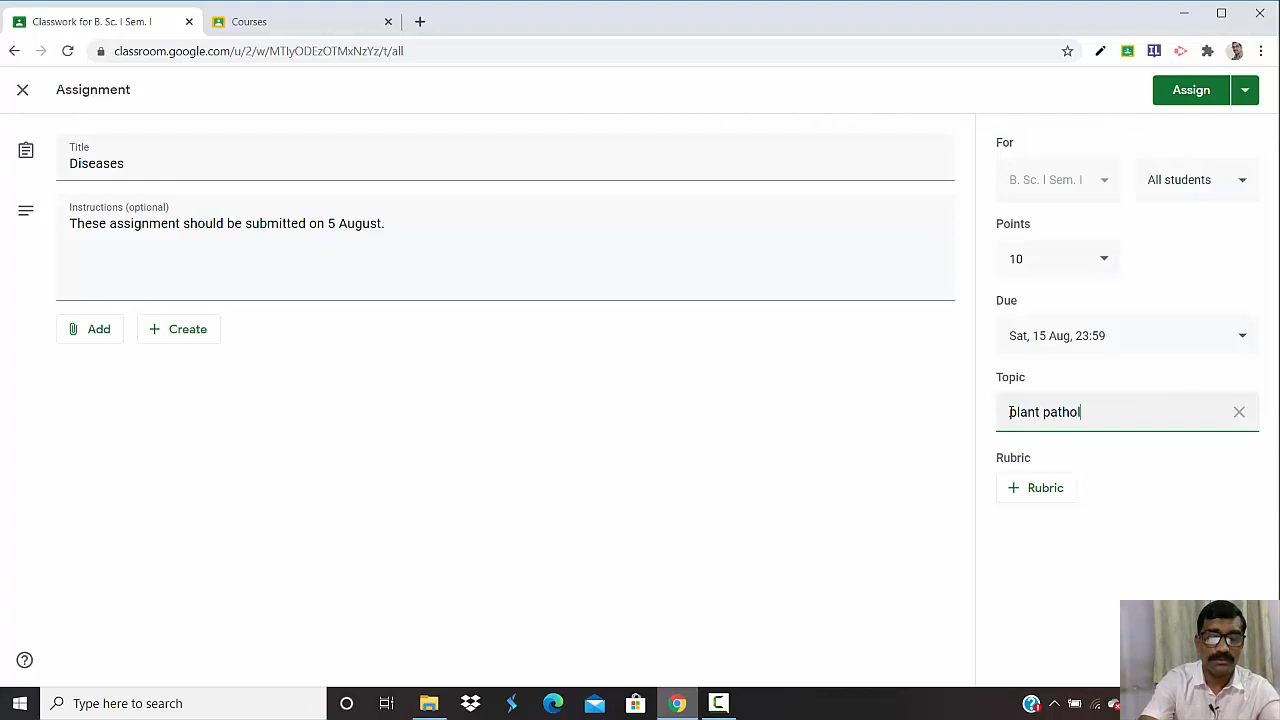 Classwork for B. Sc. I Sem. I
Courses
classroom.google.com/u/2/w/MTIyODEzOTMxNzYz/t/all
Assignment
Assign
Title
Diseases
Instructions (optional)
These assignment should be submitted on 5 August.
Add
Create
For
B. Sc. I Sem. I
All students
Points
10
Due
Sat, 15 Aug, 23:59
Topic
plant pathol
Rubric
Rubric
Type here to search